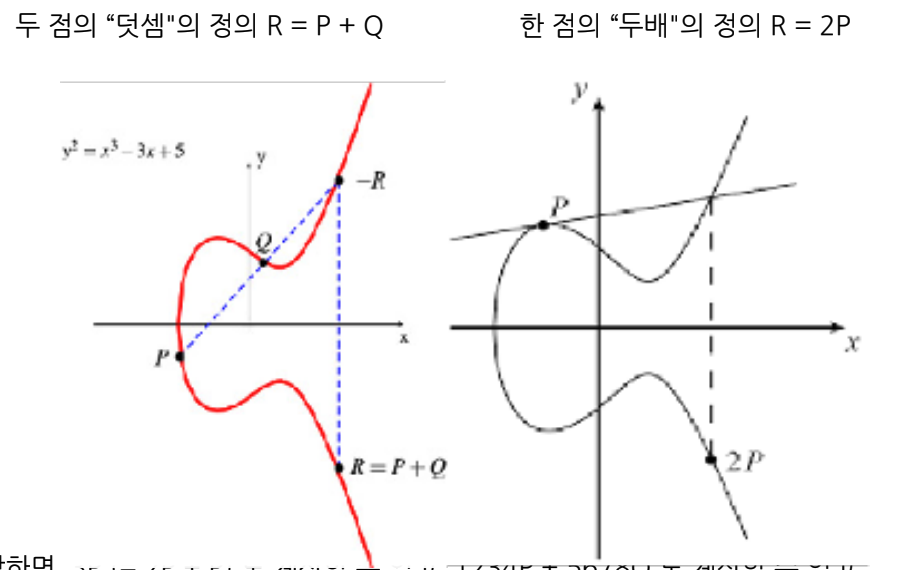 두 점의 “덧셈"의 정의 R = P + Q
한 점의 “두배"의 정의 R = 2P
y² = x³ − 3x + 5
y
−R
Q
x
P
R = P + Q
y
P
x
2P